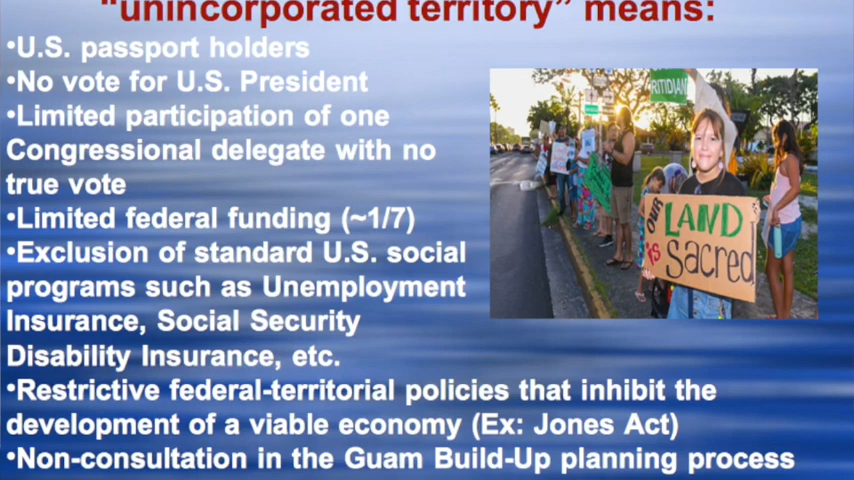 "unincorporated territory" means:
•U.S. passport holders
•No vote for U.S. President
•Limited participation of one
Congressional delegate with no
true vote
•Limited federal funding (~1/7)
•Exclusion of standard U.S. social
programs such as Unemployment
Insurance, Social Security
Disability Insurance, etc.
•Restrictive federal-territorial policies that inhibit the
development of a viable economy (Ex: Jones Act)
•Non-consultation in the Guam Build-Up planning process
RITIDIAN
OUR LAND
is Sacred